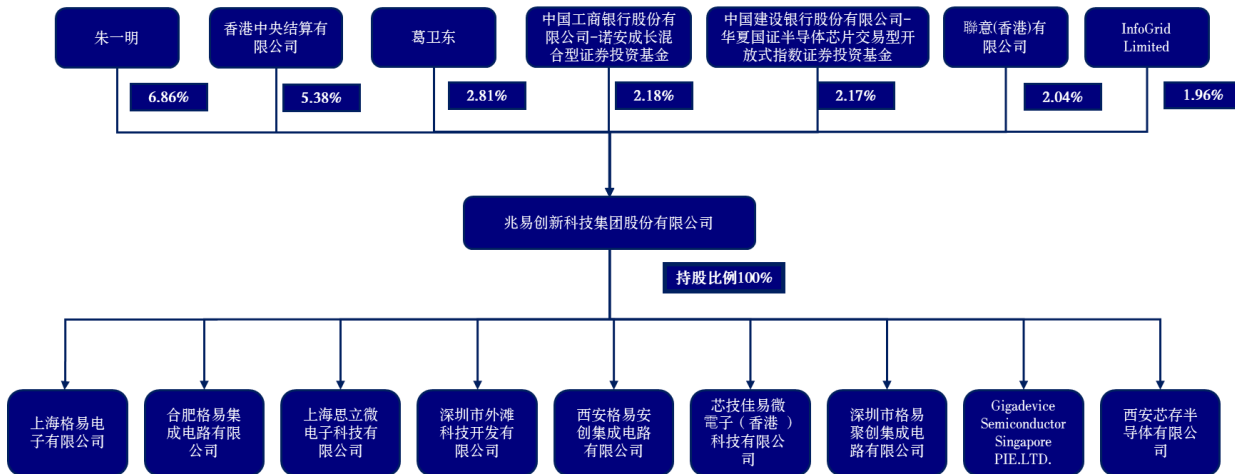 朱一明
香港中央结算有
限公司
葛卫东
中国工商银行股份有
限公司-诺安成长混
合型证券投资基金
中国建设银行股份有限公司-
华夏国证半导体芯片交易型开
放式指数证券投资基金
聯意(香港)有
限公司
InfoGrid
Limited
6.86%
5.38%
2.81%
2.18%
2.17%
2.04%
1.96%
兆易创新科技集团股份有限公司
持股比例100%
上海格易电
子有限公司
合肥格易集
成电路有限
公司
上海思立微
电子科技有
限公司
深圳市外滩
科技开发有
限公司
西安格易安
创集成电路
有限公司
芯技佳易微
電子（香港）
科技有限公
司
深圳市格易
聚创集成电
路有限公司
Gigadevice
Semiconductor
Singapore
PIE.LTD.
西安芯存半
导体有限公
司